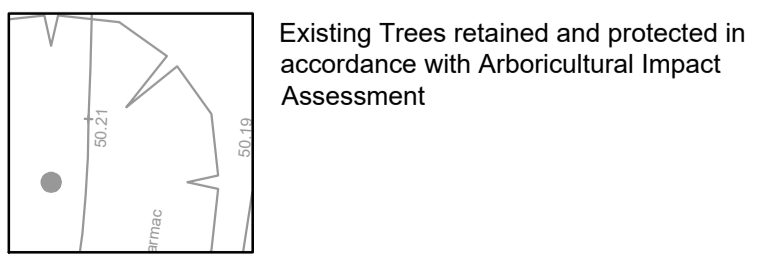 Existing Trees retained and protected in
accordance with Arboricultural Impact
Assessment
50.21
50.19
armac